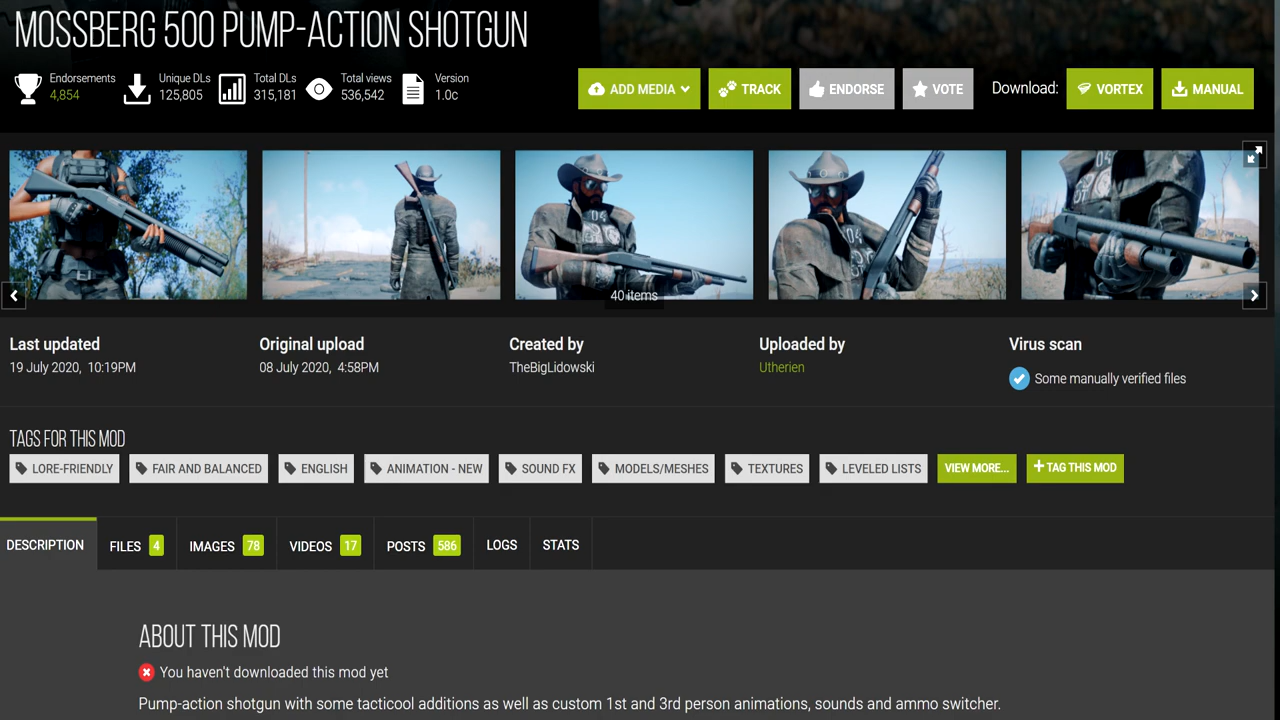 MOSSBERG 500 PUMP-ACTION SHOTGUN
Endorsements
4,854
Unique DLs
125,805
Total DLs
315,181
Total views
536,542
Version
1.0c
ADD MEDIA
TRACK
ENDORSE
VOTE
Download:
VORTEX
MANUAL
04
04
04
40 items
Last updated
19 July 2020, 10:19PM
Original upload
08 July 2020, 4:58PM
Created by
TheBigLidowski
Uploaded by
Utherien
Virus scan
Some manually verified files
TAGS FOR THIS MOD
LORE-FRIENDLY
FAIR AND BALANCED
ENGLISH
ANIMATION - NEW
SOUND FX
MODELS/MESHES
TEXTURES
LEVELED LISTS
VIEW MORE...
TAG THIS MOD
DESCRIPTION
FILES 4
IMAGES 78
VIDEOS 17
POSTS 586
LOGS
STATS
ABOUT THIS MOD
You haven't downloaded this mod yet
Pump-action shotgun with some tacticool additions as well as custom 1st and 3rd person animations, sounds and ammo switcher.